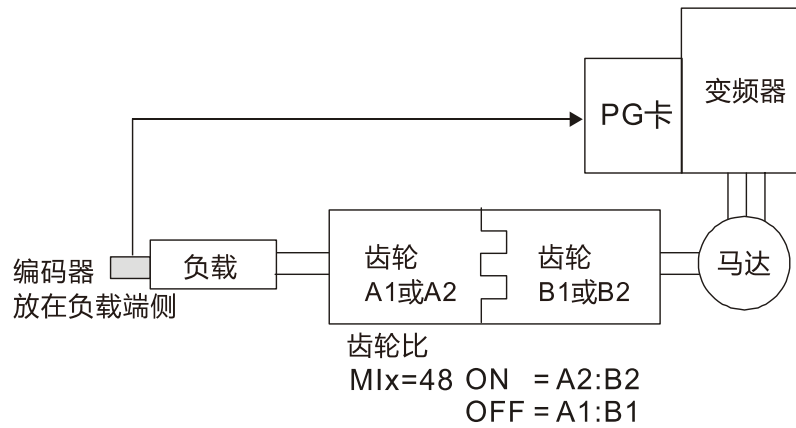 变频器
PG卡
编码器
放在负载端侧
负载
齿轮
A1或A2
齿轮
B1或B2
马达
齿轮比
MIx=48 ON = A2:B2
OFF = A1:B1